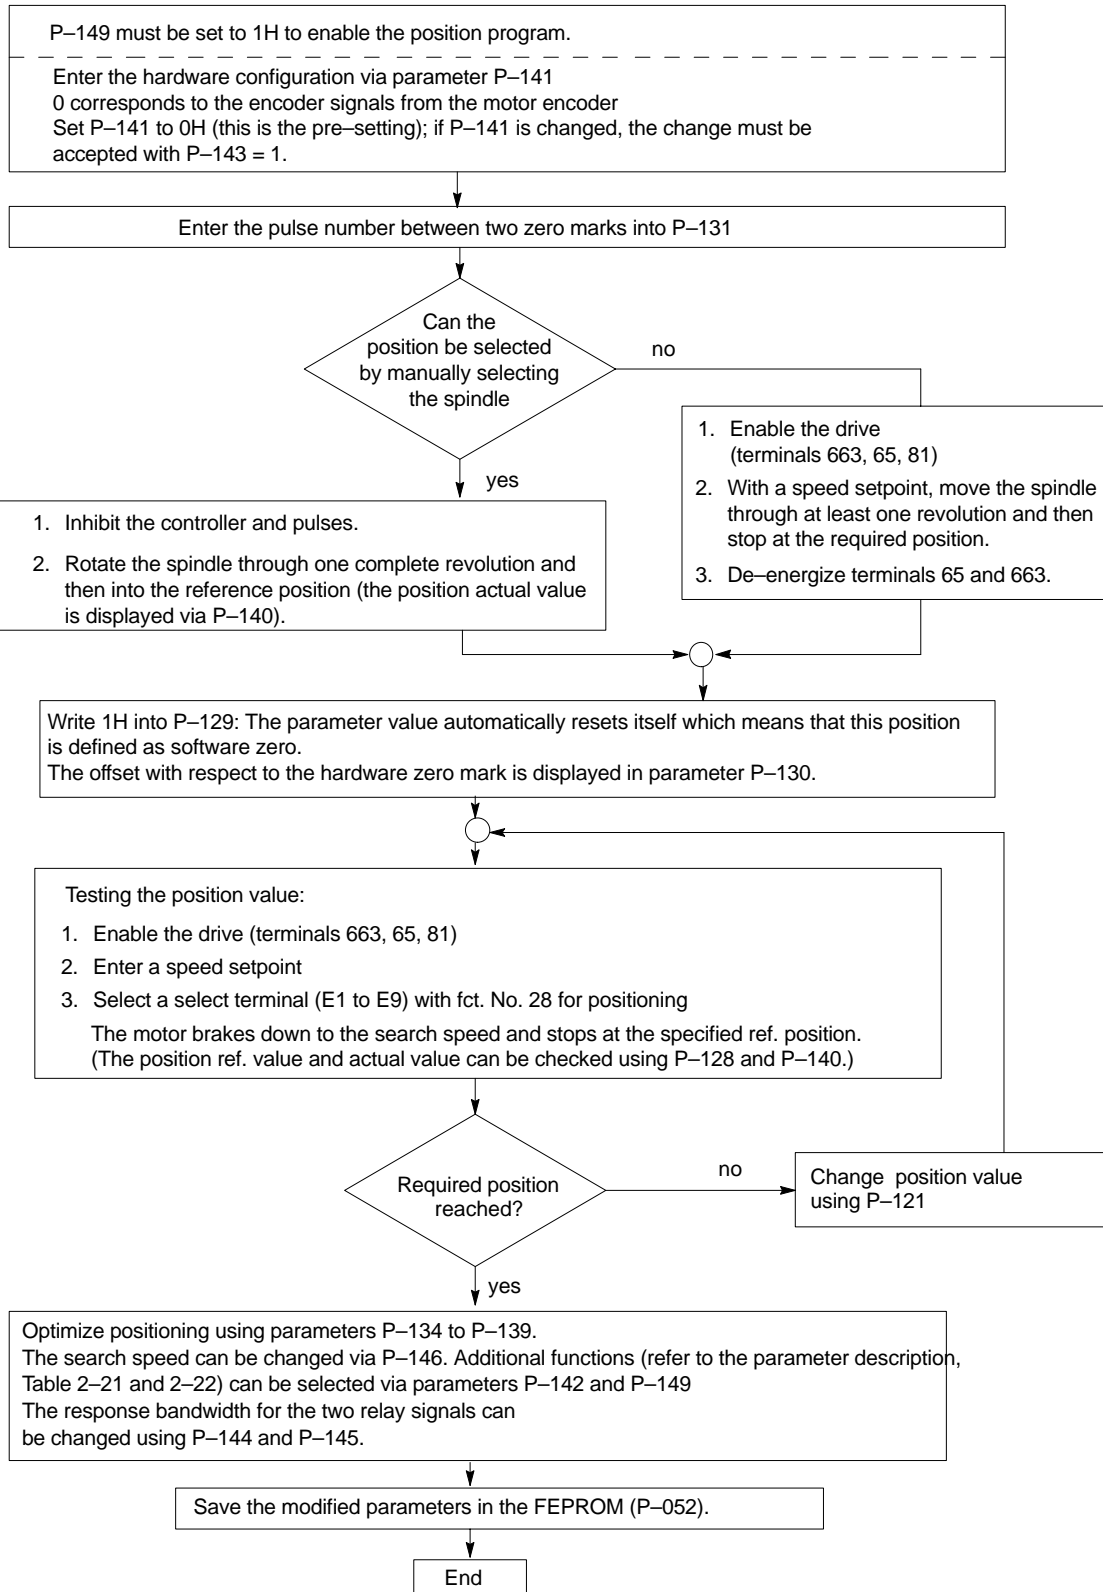 P–149 must be set to 1H to enable the position program.
Enter the hardware configuration via parameter P–141
0 corresponds to the encoder signals from the motor encoder
Set P–141 to 0H (this is the pre–setting); if P–141 is changed, the change must be
accepted with P–143 = 1.
Enter the pulse number between two zero marks into P–131
Can the
position be selected
by manually selecting
the spindle
no
yes
1. Enable the drive
(terminals 663, 65, 81)
2. With a speed setpoint, move the spindle
through at least one revolution and then
stop at the required position.
3. De–energize terminals 65 and 663.
1. Inhibit the controller and pulses.
2. Rotate the spindle through one complete revolution and
then into the reference position (the position actual value
is displayed via P–140).
Write 1H into P–129: The parameter value automatically resets itself which means that this position
is defined as software zero.
The offset with respect to the hardware zero mark is displayed in parameter P–130.
Testing the position value:
1. Enable the drive (terminals 663, 65, 81)
2. Enter a speed setpoint
3. Select a select terminal (E1 to E9) with fct. No. 28 for positioning
The motor brakes down to the search speed and stops at the specified ref. position.
(The position ref. value and actual value can be checked using P–128 and P–140.)
Required position
reached?
no
Change position value
using P–121
yes
Optimize positioning using parameters P–134 to P–139.
The search speed can be changed via P–146. Additional functions (refer to the parameter description,
Table 2–21 and 2–22) can be selected via parameters P–142 and P–149
The response bandwidth for the two relay signals can
be changed using P–144 and P–145.
Save the modified parameters in the FEPROM (P–052).
End